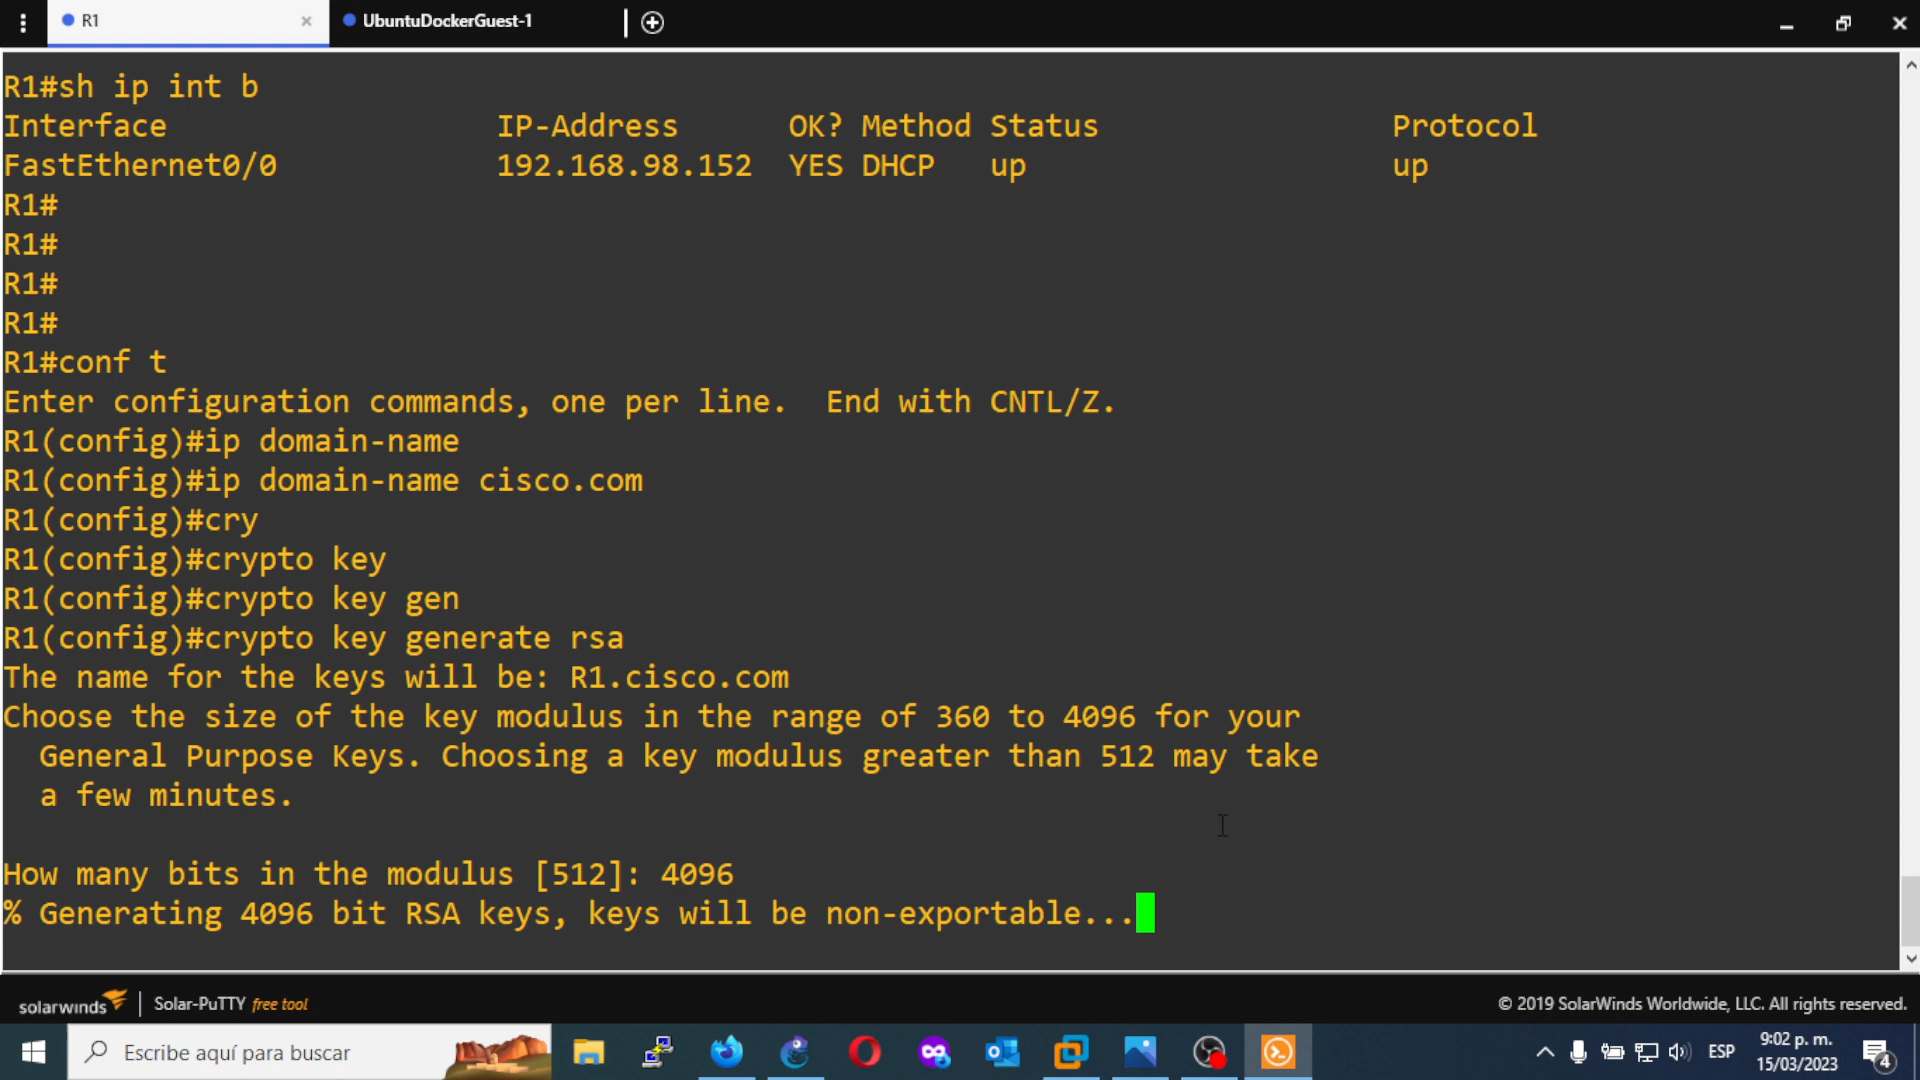 R1
UbuntuDockerGuest-1
R1#sh ip int b
Interface IP-Address OK? Method Status Protocol
FastEthernet0/0 192.168.98.152 YES DHCP up up
R1#
R1#
R1#
R1#
R1#conf t
Enter configuration commands, one per line. End with CNTL/Z.
R1(config)#ip domain-name
R1(config)#ip domain-name cisco.com
R1(config)#cry
R1(config)#crypto key
R1(config)#crypto key gen
R1(config)#crypto key generate rsa
The name for the keys will be: R1.cisco.com
Choose the size of the key modulus in the range of 360 to 4096 for your
General Purpose Keys. Choosing a key modulus greater than 512 may take
a few minutes.
How many bits in the modulus [512]: 4096
% Generating 4096 bit RSA keys, keys will be non-exportable...
solarwinds Solar-PuTTY free tool © 2019 SolarWinds Worldwide, LLC. All rights reserved.
Escribe aquí para buscar
ESP
9:02 p. m.
15/03/2023
4